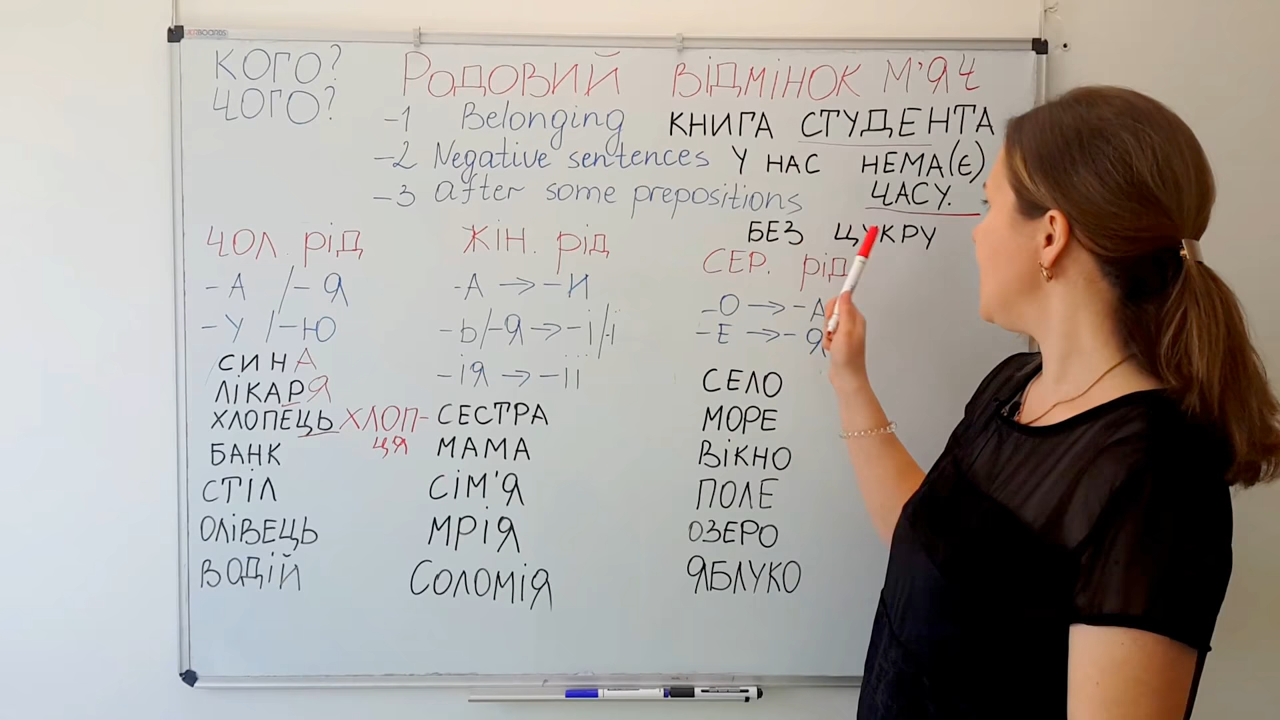 КОГО?
ЧОГО?
РОДОВИЙ ВІДМІНОК М'ЯЧ
-1 Belonging КНИГА СТУДЕНТА
-2 Negative sentences У НАС НЕМА(Є)
ЧАСУ.
-3 after some prepositions
БЕЗ ЦУКРУ
ЧОЛ. рід
-А /-Я
-У /-Ю
СИНА
ЛІКАРЯ
ХЛОПЕЦЬ ХЛОП-
ЦЯ
БАНК
СТІЛ
ОЛІВЕЦЬ
ВОДІЙ
ЖІН. рід
-А → -И
-Ь/-Я → -і/-ї
-ІЯ → -ії
СЕСТРА
МАМА
СІМ'Я
МРІЯ
СОЛОМІЯ
СЕР. рід
-О → -А
-Е → -Я
СЕЛО
МОРЕ
ВІКНО
ПОЛЕ
ОЗЕРО
ЯБЛУКО